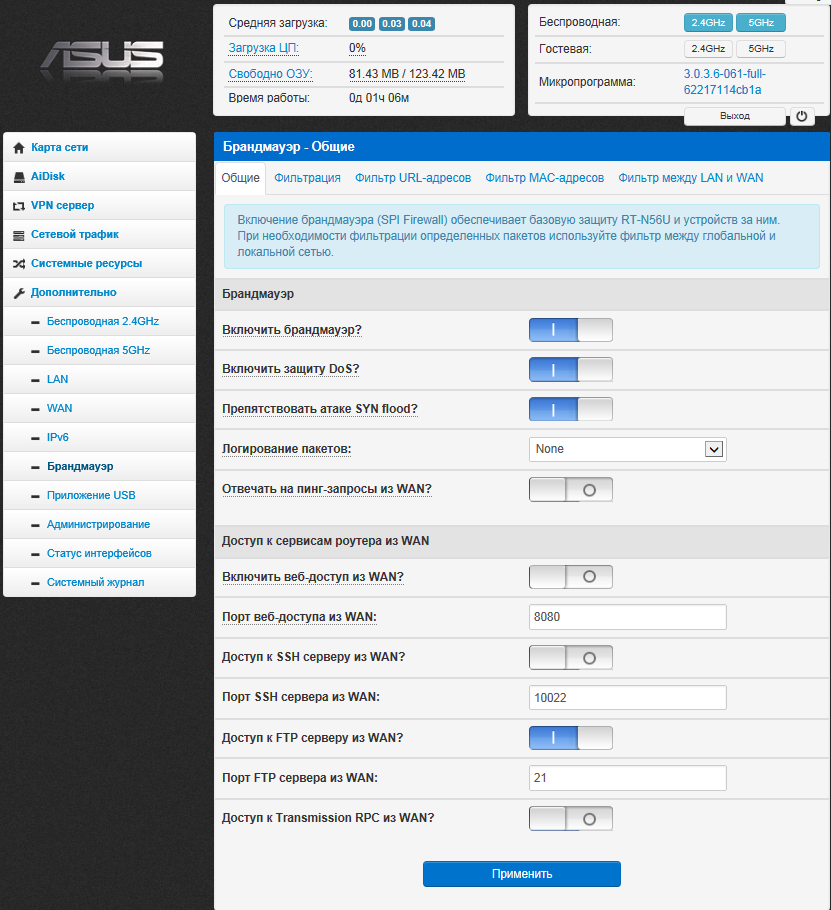 ASUS
Средняя загрузка: 0.00 0.03 0.04
Загрузка ЦП: 0%
Свободно ОЗУ: 81.43 MB / 123.42 MB
Время работы: 0д 01ч 06м
Беспроводная: 2.4GHz 5GHz
Гостевая: 2.4GHz 5GHz
Микропрограмма: 3.0.3.6-061-full-
62217114cb1a
Выход
Карта сети
AiDisk
VPN сервер
Сетевой трафик
Системные ресурсы
Дополнительно
Беспроводная 2.4GHz
Беспроводная 5GHz
LAN
WAN
IPv6
Брандмауэр
Приложение USB
Администрирование
Статус интерфейсов
Системный журнал
Брандмауэр - Общие
Общие Фильтрация Фильтр URL-адресов Фильтр MAC-адресов Фильтр между LAN и WAN
Включение брандмауэра (SPI Firewall) обеспечивает базовую защиту RT-N56U и устройств за ним.
При необходимости фильтрации определенных пакетов используйте фильтр между глобальной и
локальной сетью.
Брандмауэр
Включить брандмауэр?
Включить защиту DoS?
Препятствовать атаке SYN flood?
Логирование пакетов: None
Отвечать на пинг-запросы из WAN?
Доступ к сервисам роутера из WAN
Включить веб-доступ из WAN?
Порт веб-доступа из WAN: 8080
Доступ к SSH серверу из WAN?
Порт SSH сервера из WAN: 10022
Доступ к FTP серверу из WAN?
Порт FTP сервера из WAN: 21
Доступ к Transmission RPC из WAN?
Применить